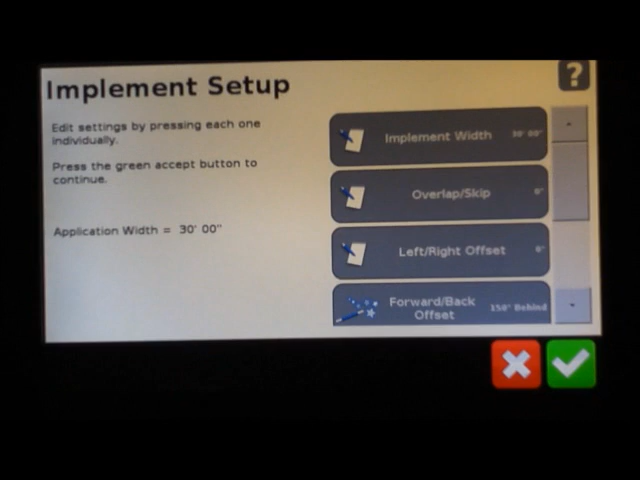 Implement Setup
?
Edit settings by pressing each one
individually.
Press the green accept button to
continue.
Application Width = 30' 00"
Implement Width 30' 00"
Overlap/Skip 0"
Left/Right Offset 0"
Forward/Back
Offset 150" Behind